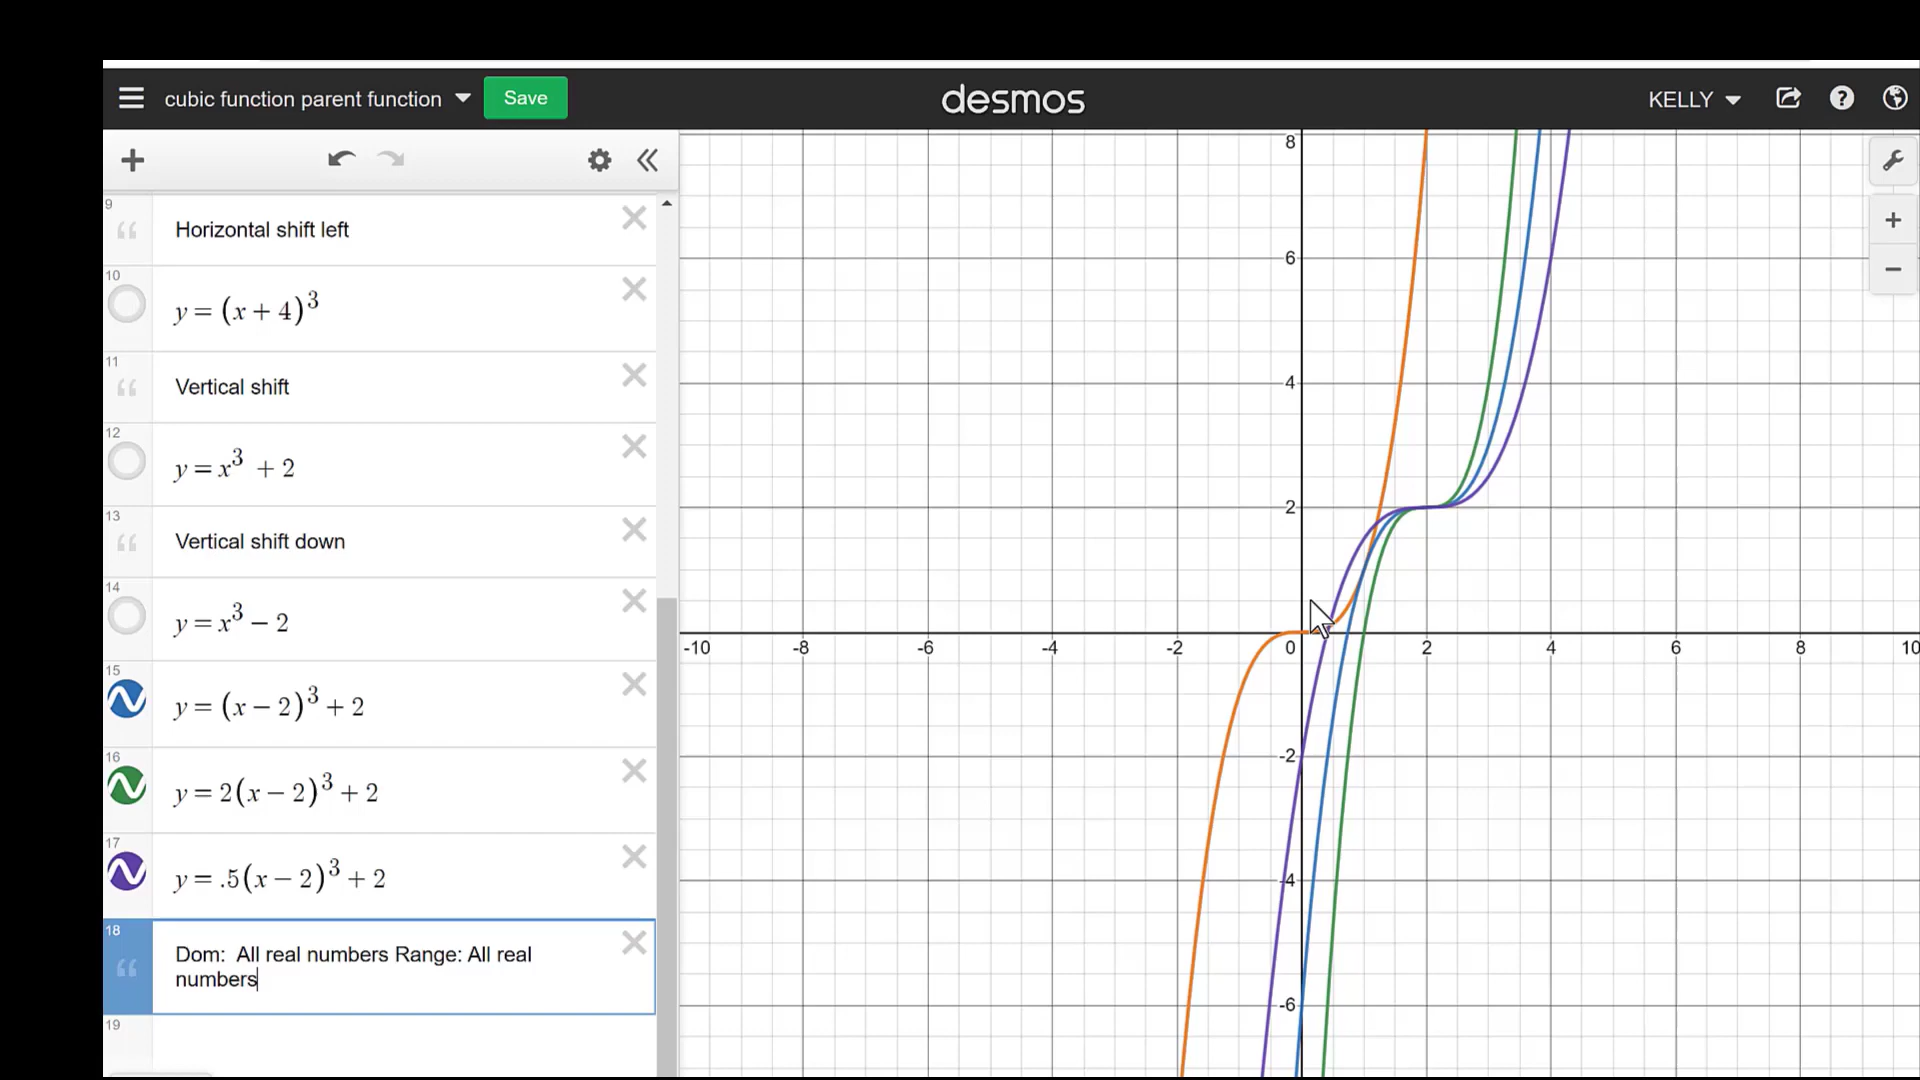 cubic function parent function
Save
desmos
KELLY
9
Horizontal shift left
10
y = (x + 4)^3
11
Vertical shift
12
y = x^3 + 2
13
Vertical shift down
14
y = x^3 − 2
15
y = (x − 2)^3 + 2
16
y = 2(x − 2)^3 + 2
17
y = .5(x − 2)^3 + 2
18
Dom:  All real numbers Range: All real
numbers
19
8
6
4
2
-10 -8 -6 -4 -2 0 2 4 6 8 10
-2
-4
-6